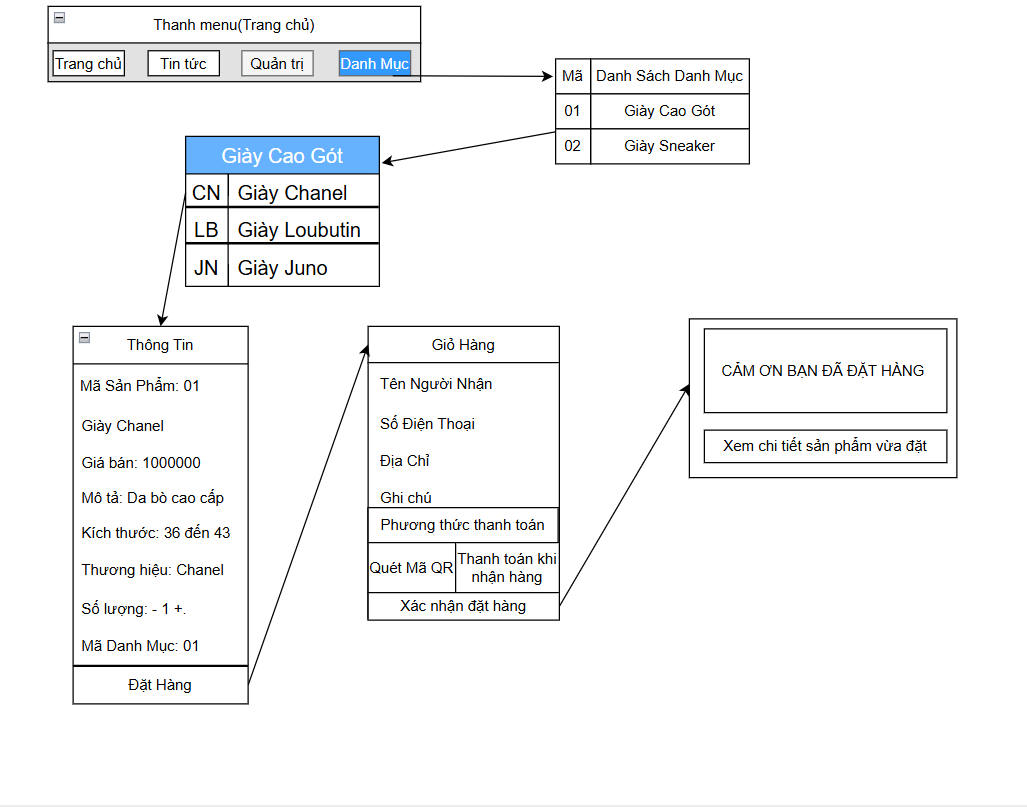 Thanh menu(Trang chủ)
Trang chủ Tin tức Quản trị Danh Mục
Mã Danh Sách Danh Mục
01 Giày Cao Gót
02 Giày Sneaker
Giày Cao Gót
CN Giày Chanel
LB Giày Loubutin
JN Giày Juno
Thông Tin
Mã Sản Phẩm: 01
Giày Chanel
Giá bán: 1000000
Mô tả: Da bò cao cấp
Kích thước: 36 đến 43
Thương hiệu: Chanel
Số lượng: - 1 +.
Mã Danh Mục: 01
Đặt Hàng
Giỏ Hàng
Tên Người Nhận
Số Điện Thoại
Địa Chỉ
Ghi chú
Phương thức thanh toán
Quét Mã QR
Thanh toán khi
nhận hàng
Xác nhận đặt hàng
CẢM ƠN BẠN ĐÃ ĐẶT HÀNG
Xem chi tiết sản phẩm vừa đặt